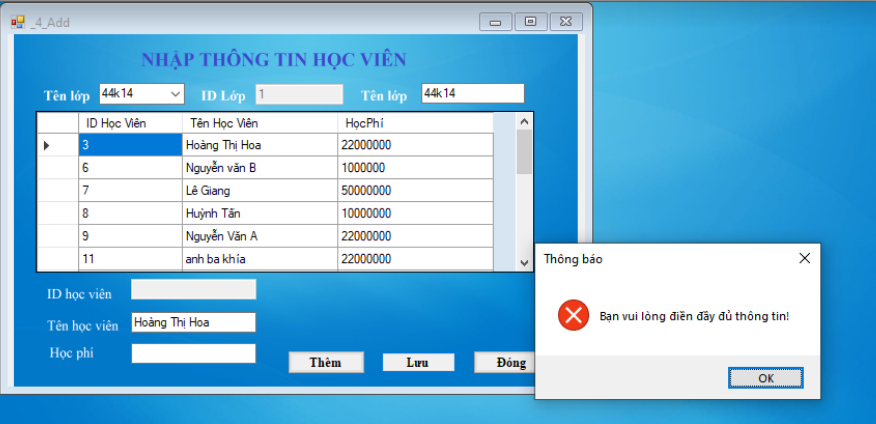 _4_Add
NHẬP THÔNG TIN HỌC VIÊN
Tên lớp 44k14 ID Lớp 1 Tên lớp 44k14
ID Học Viên Tên Học Viên HọcPhí
3 Hoàng Thị Hoa 22000000
6 Nguyễn văn B 1000000
7 Lê Giang 50000000
8 Huỳnh Tấn 10000000
9 Nguyễn Văn A 22000000
11 anh ba khía 22000000
ID học viên
Tên học viên Hoàng Thị Hoa
Học phí
Thêm Lưu Đóng
Thông báo
Bạn vui lòng điền đầy đủ thông tin!
OK